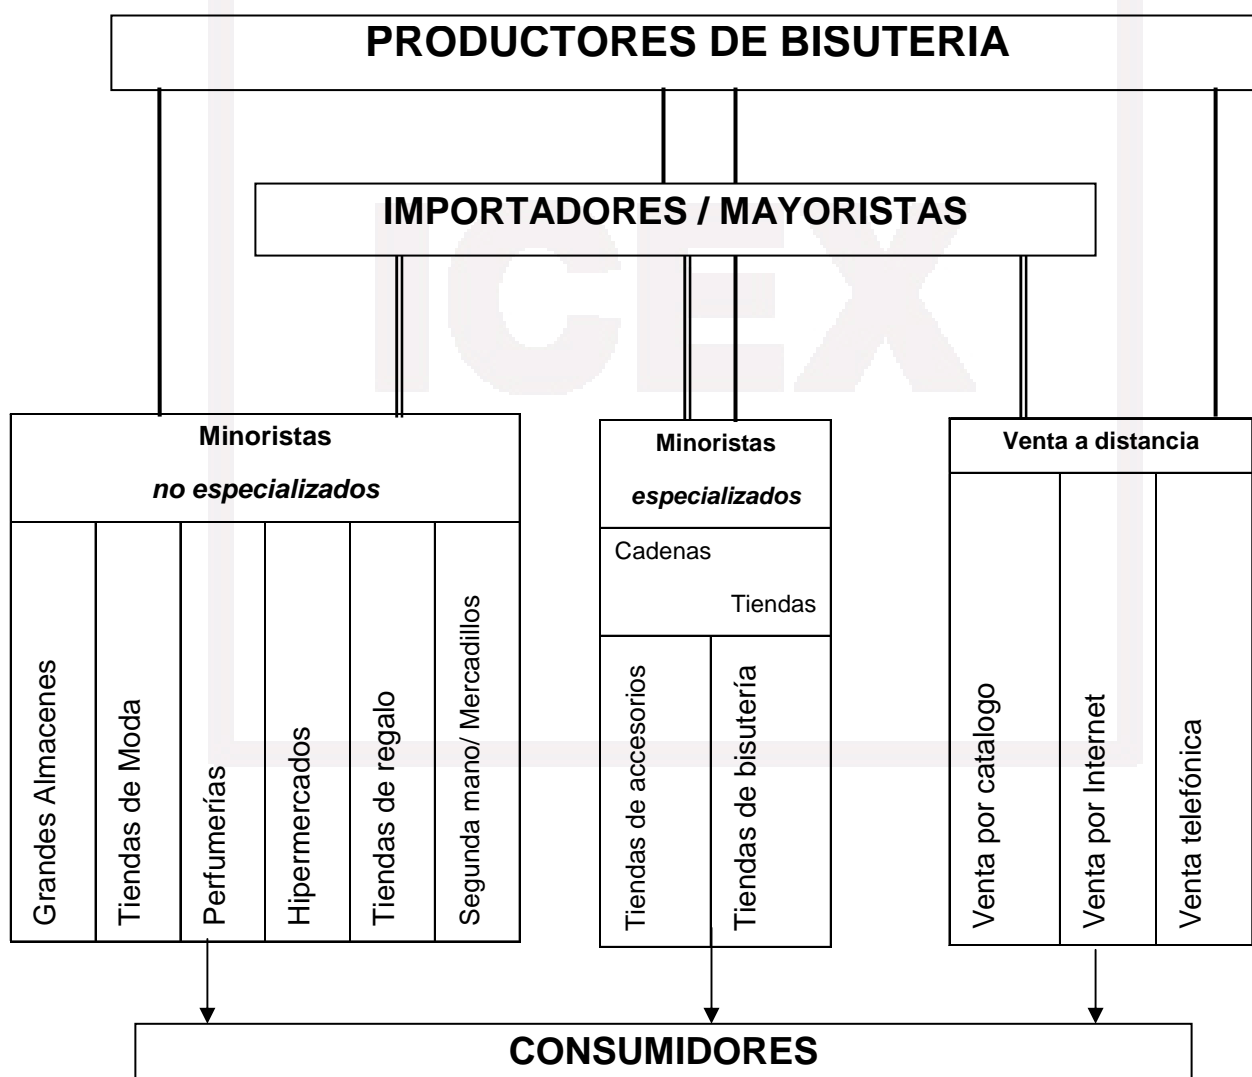 PRODUCTORES DE BISUTERIA
IMPORTADORES / MAYORISTAS
ICEX
Minoristas
no especializados
Grandes Almacenes
Tiendas de Moda
Perfumerías
Hipermercados
Tiendas de regalo
Segunda mano/ Mercadillos
Minoristas
especializados
Cadenas
Tiendas
Tiendas de accesorios
Tiendas de bisutería
Venta a distancia
Venta por catalogo
Venta por Internet
Venta telefónica
CONSUMIDORES